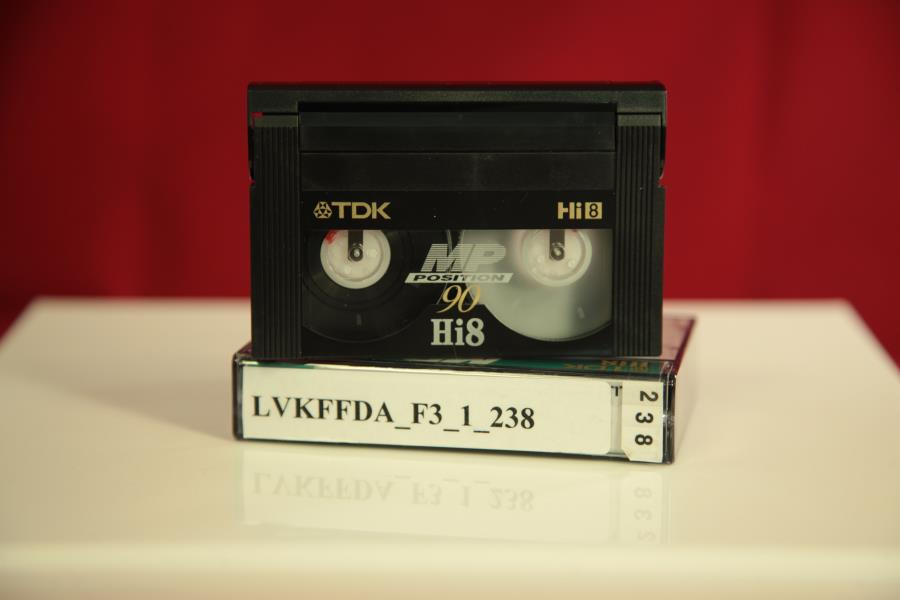 TDK
Hi8
MP
POSITION
90
Hi8
LVKFFDA_F3_1_238
T
238